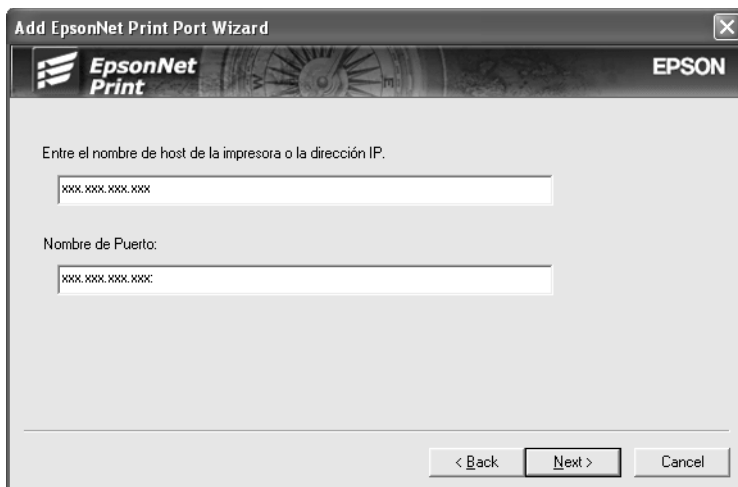 Add EpsonNet Print Port Wizard
EpsonNet
Print
EPSON
W
E
Entre el nombre de host de la impresora o la dirección IP.
xxx.xxx.xxx.xxx
Nombre de Puerto:
xxx.xxx.xxx.xxx:
< Back
Next >
Cancel